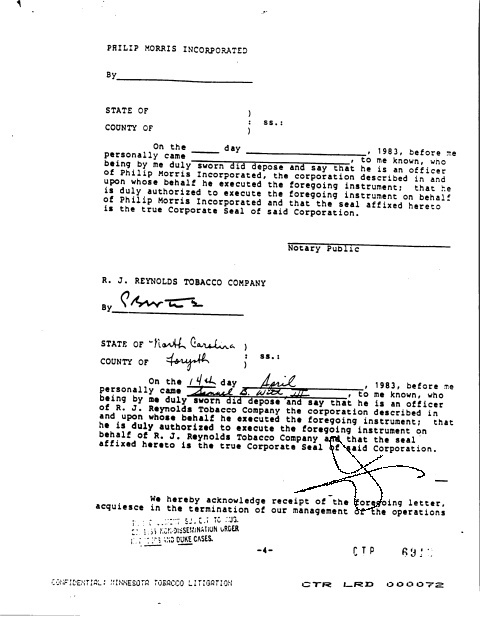 PHILIP MORRIS INCORPORATED
By
STATE OF )
: ss.:
COUNTY OF )
On the ____ day ____, 1983, before me
personally came ____, to me known, who
being by me duly sworn did depose and say that he is an officer
of Philip Morris Incorporated, the corporation described in and
upon whose behalf he executed the foregoing instrument; that he
is duly authorized to execute the foregoing instrument on behalf
of Philip Morris Incorporated and that the seal affixed hereto
is the true Corporate Seal of said Corporation.
Notary Public
R. J. REYNOLDS TOBACCO COMPANY
By
STATE OF North Carolina )
: ss.:
COUNTY OF Forsyth )
On the 14th day April, 1983, before me
personally came Samuel B. Witt III, to me known, who
being by me duly sworn did depose and say that he is an officer
of R. J. Reynolds Tobacco Company the corporation described in
and upon whose behalf he executed the foregoing instrument; that
he is duly authorized to execute the foregoing instrument on
behalf of R. J. Reynolds Tobacco Company and that the seal
affixed hereto is the true Corporate Seal of said Corporation.
We hereby acknowledge receipt of the foregoing letter,
acquiesce in the termination of our management of the operations
NON-DISSEMINATION ORDER
AND DUKE CASES.
-4-
CTP
CONFIDENTIAL: MINNESOTA TOBACCO LITIGATION
CTR LRD 000072